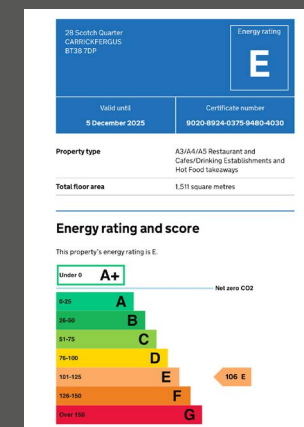 28 Scotch Quarter
CARRICKFERGUS
BT38 7DP
Energy rating
E
Valid until
5 December 2025
Certificate number
9020-8924-0375-9480-4030
Property type
A3/A4/A5 Restaurant and
Cafes/Drinking Establishments and
Hot Food takeaways
Total floor area
1,511 square metres
Energy rating and score
This property's energy rating is E.
Under 0 A+
Net zero CO2
0-25 A
26-50 B
51-75 C
76-100 D
101-125 E
106 E
126-150 F
Over 150 G